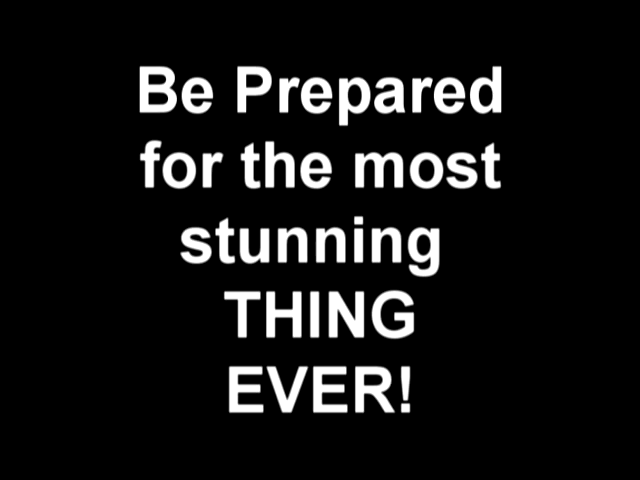 Be Prepared
for the most
stunning
THING
EVER!